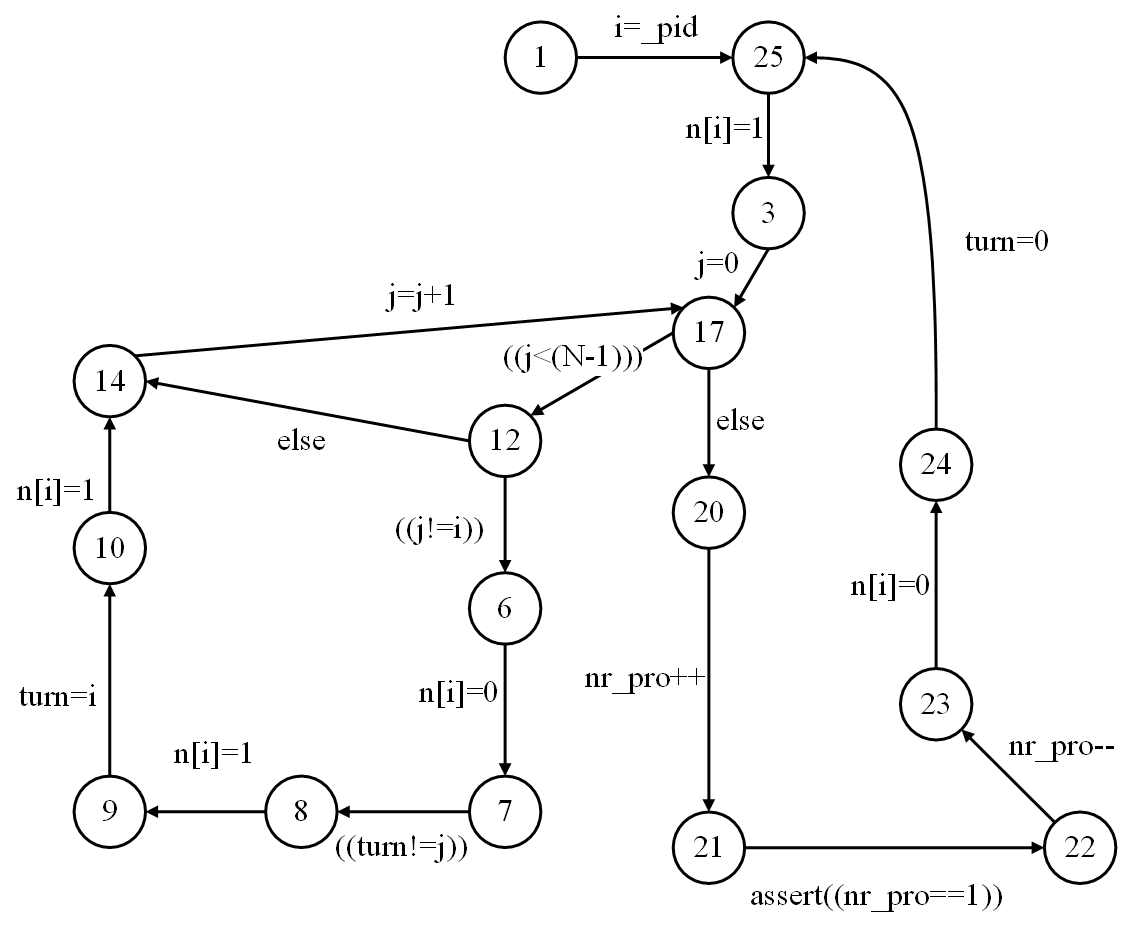 i=_pid
1
25
n[i]=1
3
j=0
turn=0
j=j+1
17
((j<(N-1)))
14
12
else
else
else
24
n[i]=1
20
((j!=i))
10
n[i]=0
6
nr_pro++
n[i]=0
turn=i
23
nr_pro--
n[i]=1
9
8
7
((turn!=j))
21
22
assert((nr_pro==1))